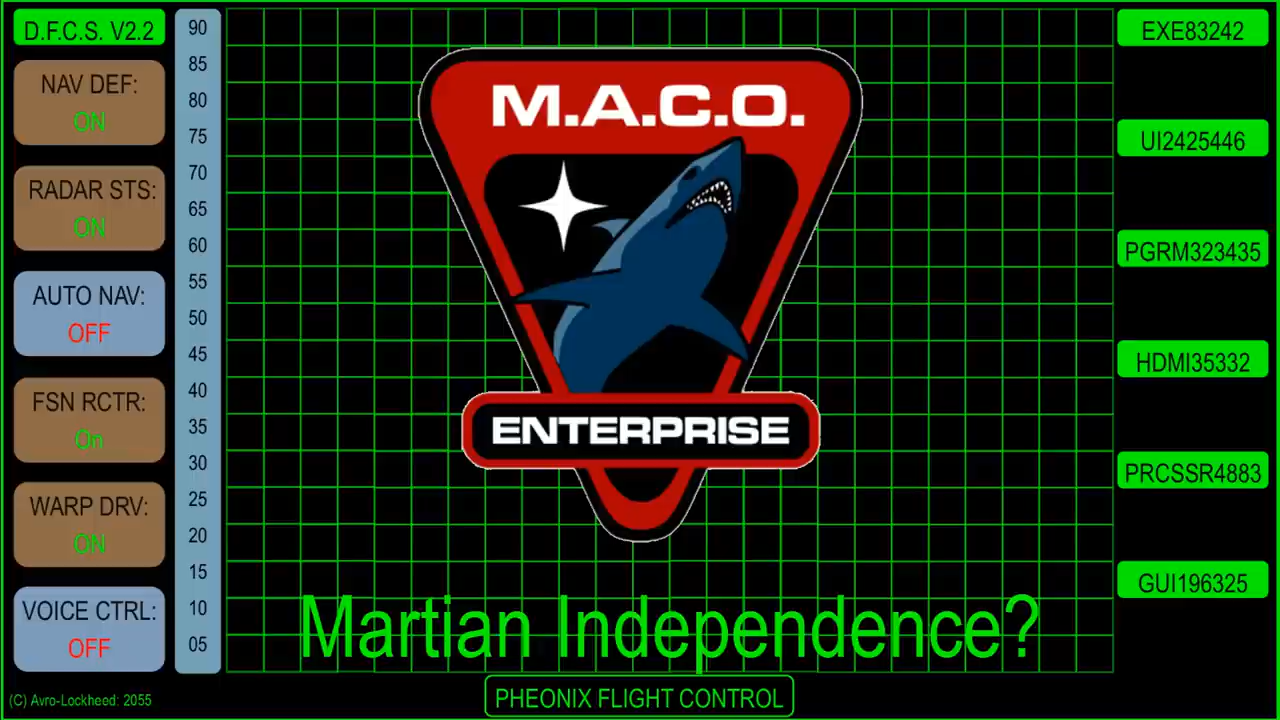 D.F.C.S. V2.2
NAV DEF:
ON
RADAR STS:
ON
AUTO NAV:
OFF
FSN RCTR:
On
WARP DRV:
ON
VOICE CTRL:
OFF
(C) Avro-Lockheed: 2055
90
85
80
75
70
65
60
55
50
45
40
35
30
25
20
15
10
05
M.A.C.O.
ENTERPRISE
Martian Independence?
PHEONIX FLIGHT CONTROL
EXE83242
UI2425446
PGRM323435
HDMI35332
PRCSSR4883
GUI196325